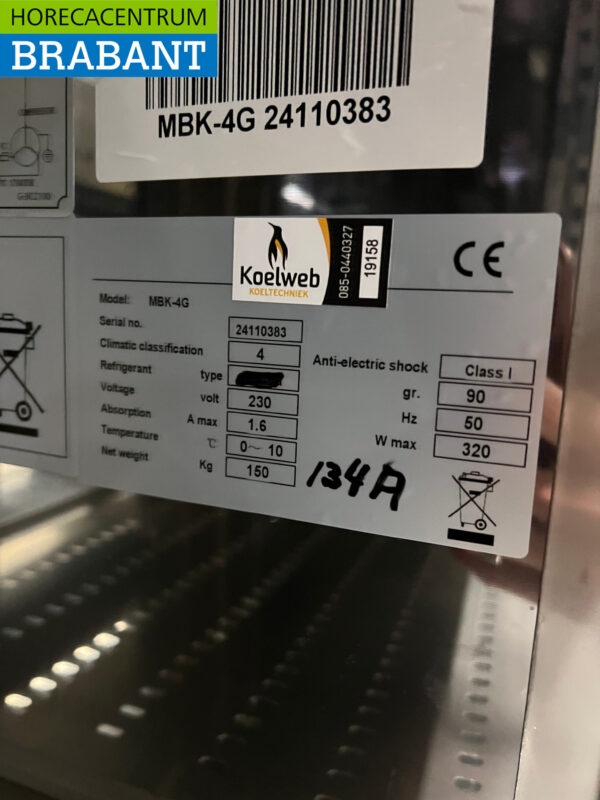 HORECACENTRUM
BRABANT
MBK-4G 24110383
Koelweb
KOELTECHNIEK
085-0440327
19158
CE
Model: MBK-4G
Serial no. 24110383
Climatic classification 4
Anti-electric shock Class I
Refrigerant type gr. 90
Voltage volt 230 Hz 50
Absorption A max 1.6 W max 320
Temperature °C 0~10
Net weight Kg 150
134A